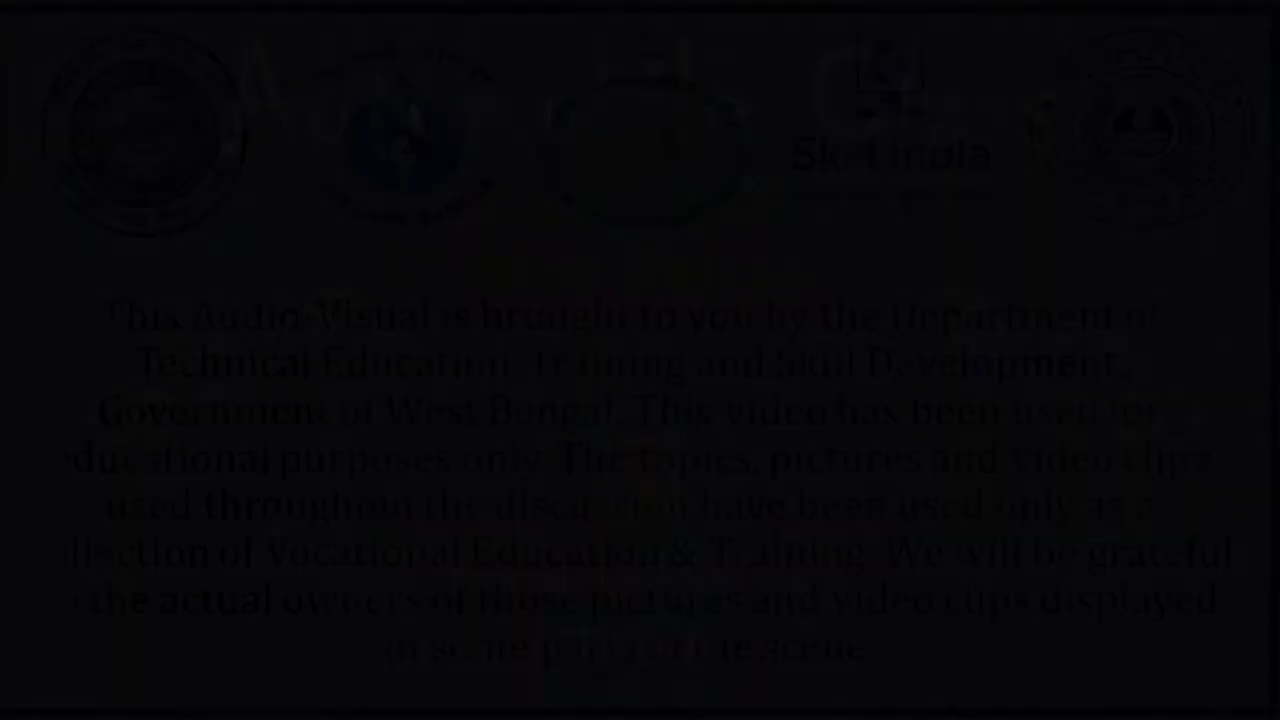 Skill India
This Audio-Visual is brought to you by the Department of
Technical Education, Training and Skill Development,
Government of West Bengal. This video has been used for
educational purposes only. The topics, pictures and video clips
used throughout the discussion have been used only as a
collection of Vocational Education & Training. We will be grateful
to the actual owners of those pictures and video clips displayed
in some parts of the scene